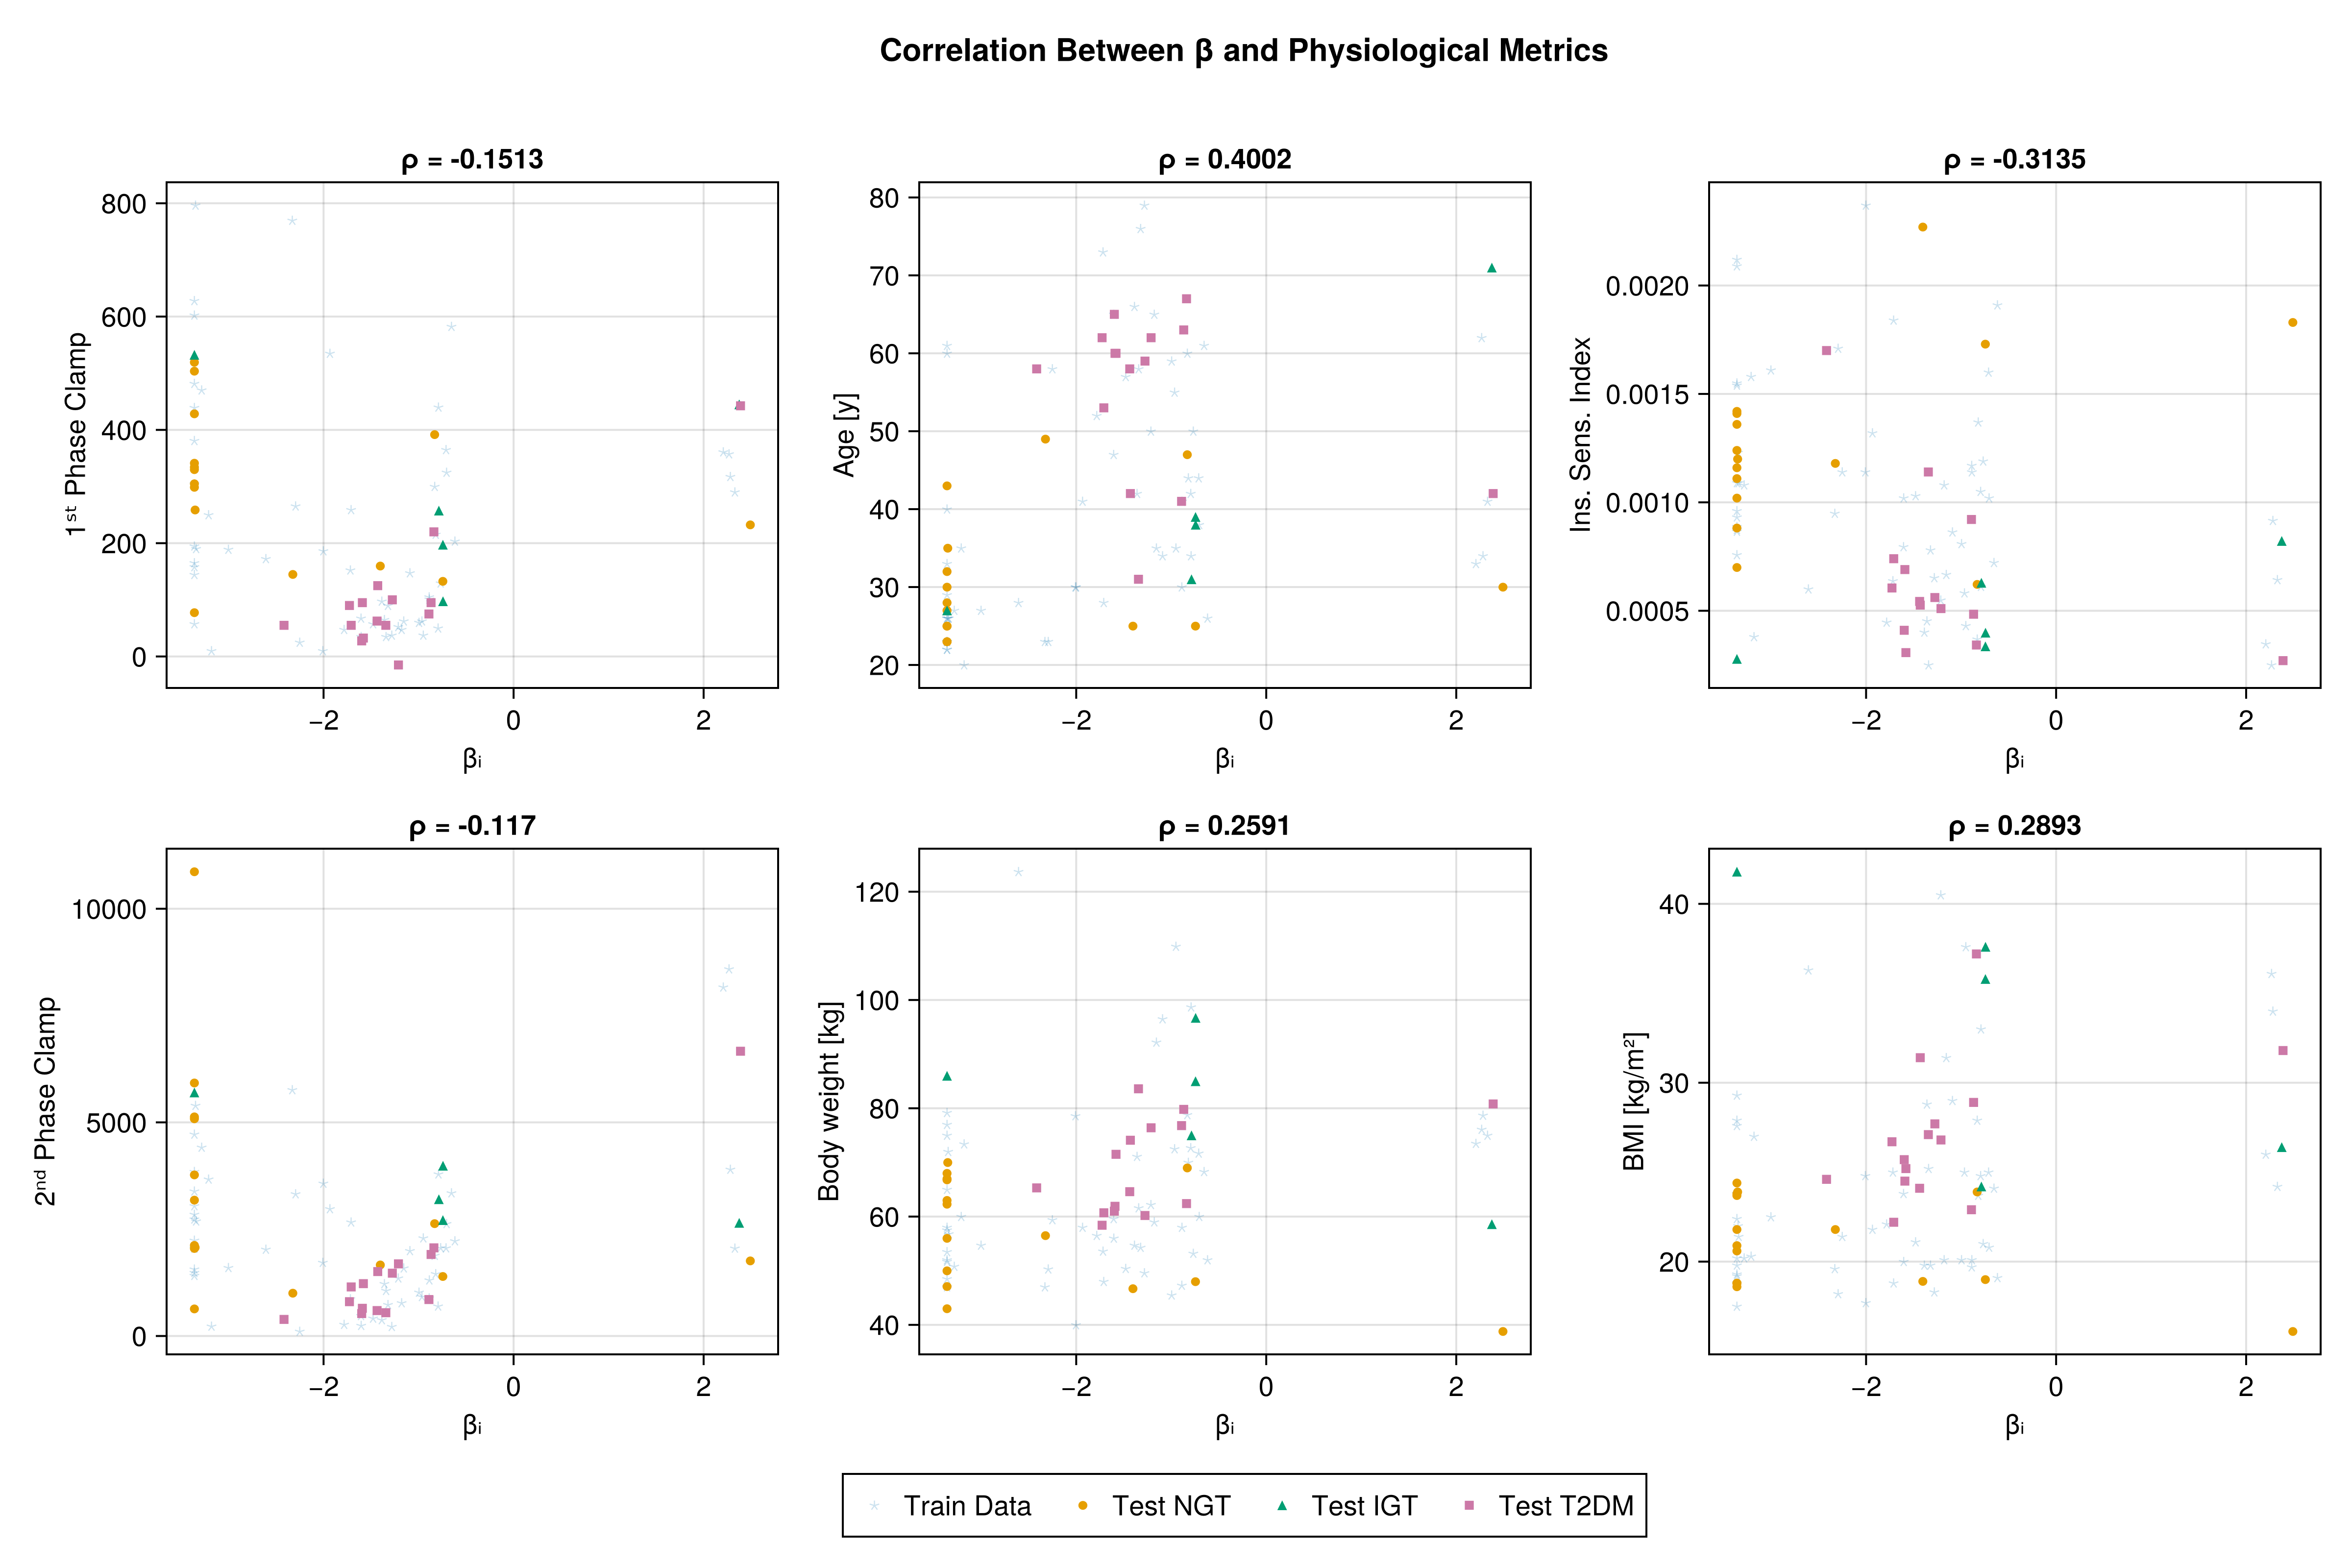 Correlation Between β and Physiological Metrics
ρ = -0.1513
800
600
400
200
0
1ˢᵗ Phase Clamp
−2
0
2
βᵢ
ρ = 0.4002
80
70
60
50
40
30
20
Age [y]
−2
0
2
βᵢ
ρ = -0.3135
0.0020
0.0015
0.0010
0.0005
Ins. Sens. Index
−2
0
2
βᵢ
ρ = -0.117
10000
5000
0
2ⁿᵈ Phase Clamp
−2
0
2
βᵢ
ρ = 0.2591
120
100
80
60
40
Body weight [kg]
−2
0
2
βᵢ
ρ = 0.2893
40
30
20
BMI [kg/m²]
−2
0
2
βᵢ
Train Data
Test NGT
Test IGT
Test T2DM